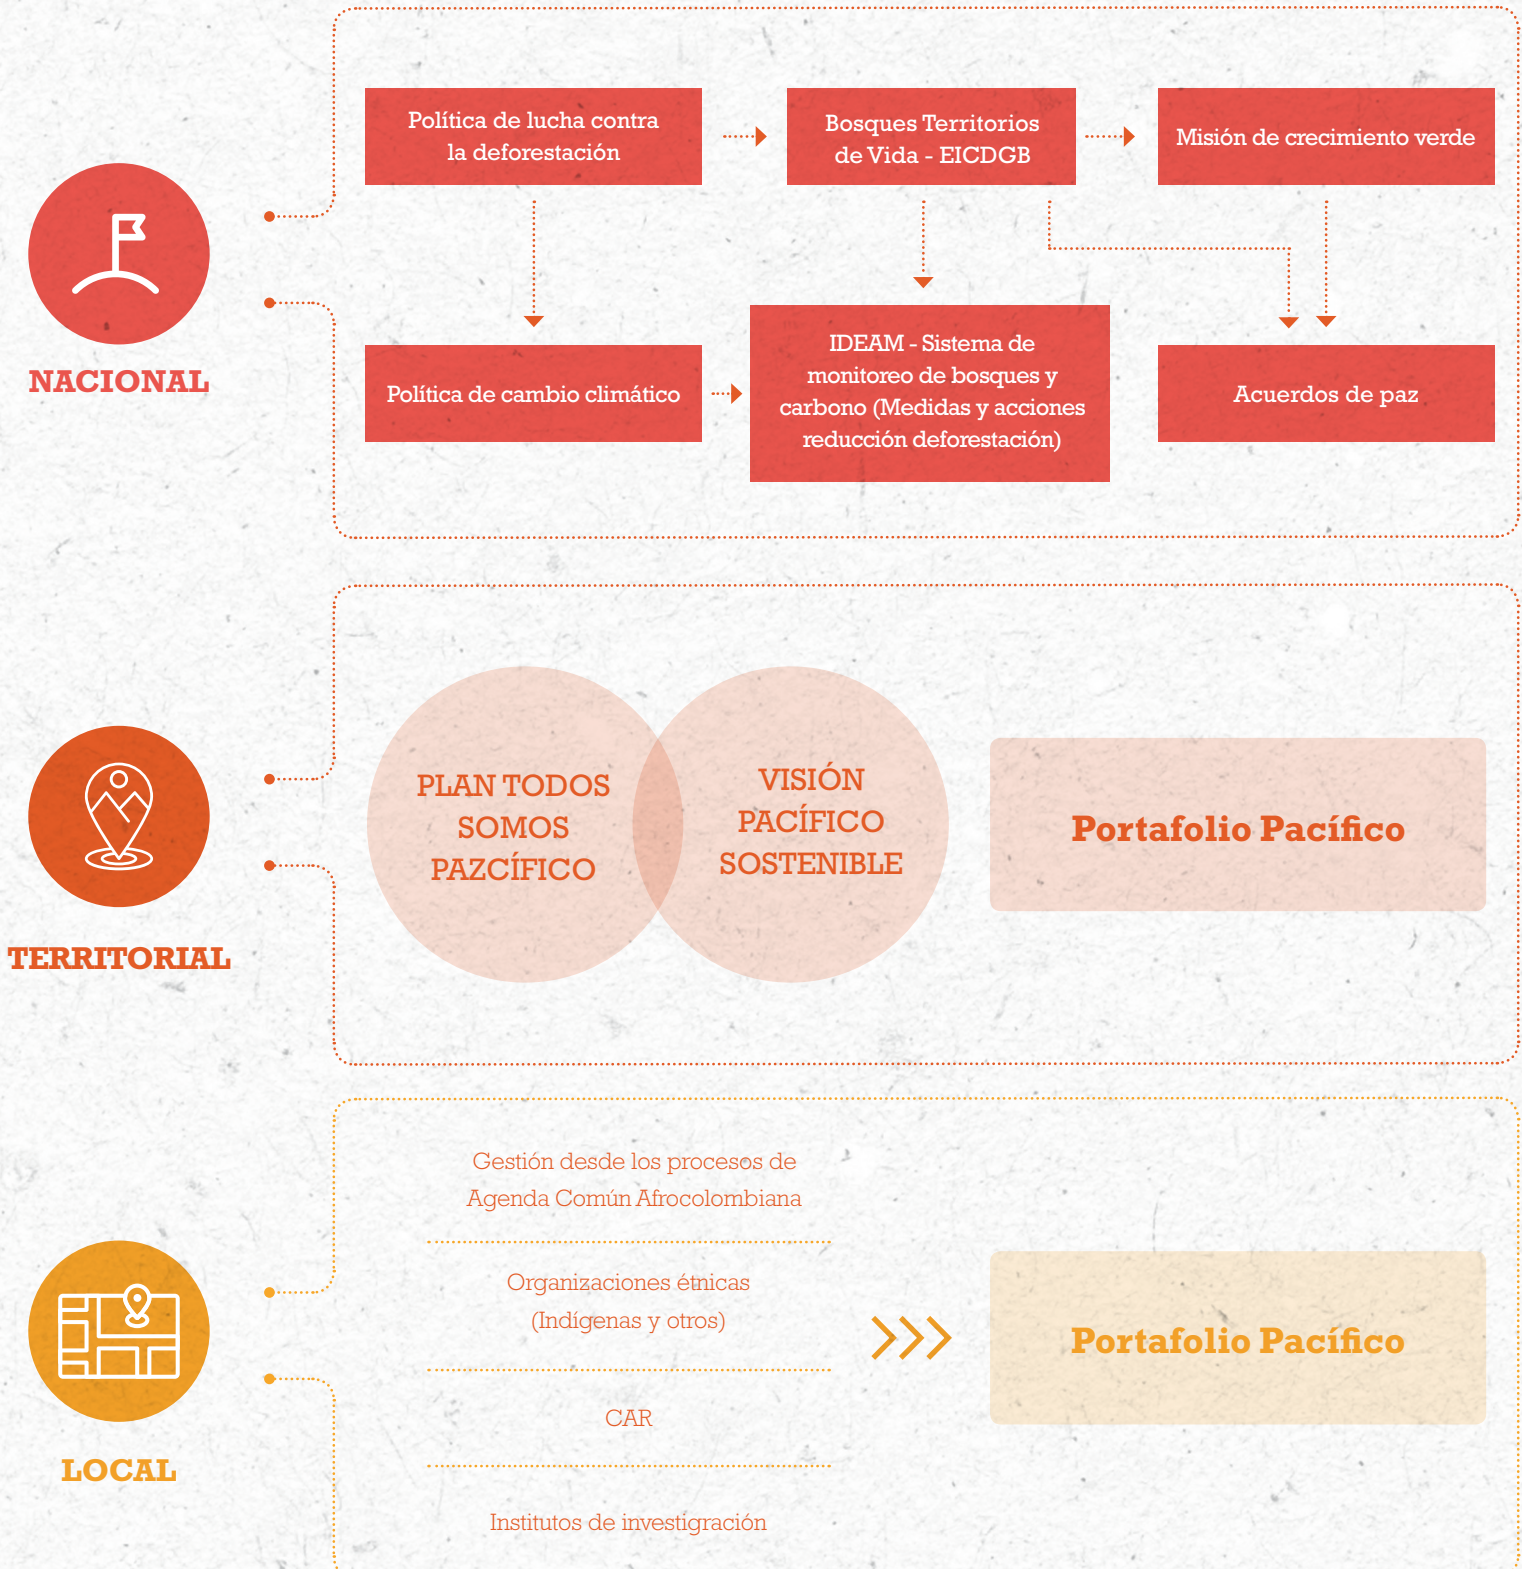 Política de lucha contra
la deforestación
Bosques Territorios
de Vida - EICDGB
Misión de crecimiento verde
NACIONAL
Política de cambio climático
IDEAM - Sistema de
monitoreo de bosques y
carbono (Medidas y acciones
reducción deforestación)
Acuerdos de paz
TERRITORIAL
PLAN TODOS
SOMOS
PAZCÍFICO
VISIÓN
PACÍFICO
SOSTENIBLE
Portafolio Pacífico
LOCAL
Gestión desde los procesos de
Agenda Común Afrocolombiana
Organizaciones étnicas
(Indígenas y otros)
CAR
Institutos de investigración
Portafolio Pacífico